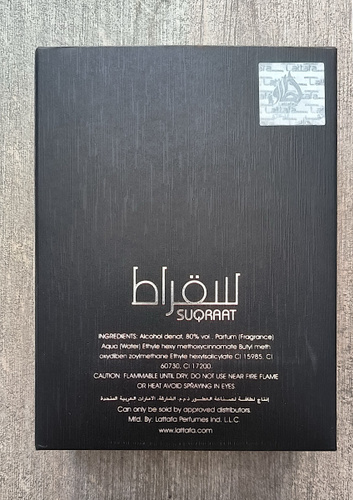 Lattafa
سقراط
SUQRAAT
INGREDIENTS: Alcohol denat. 80% vol . Parfum (Fragrance)
Aqua (Water) Ethyle hexy methoxycinnamate Butyl meth
oxydiben zoylmethane Ethyle hexylsalicylate CI 15985, CI
60730, CI 17200.
CAUTION: FLAMMABLE UNTIL DRY. DO NOT USE NEAR FIRE FLAME
OR HEAT AVOID SPRAYING IN EYES
إنتاج لطافة لصناعة العطور ذ.م.م. الشارقة، الامارات العربية المتحدة
Can only be sold by approved distributors.
Mfd. By: Lattafa Perfumes Ind. L.L.C
www.lattafa.com